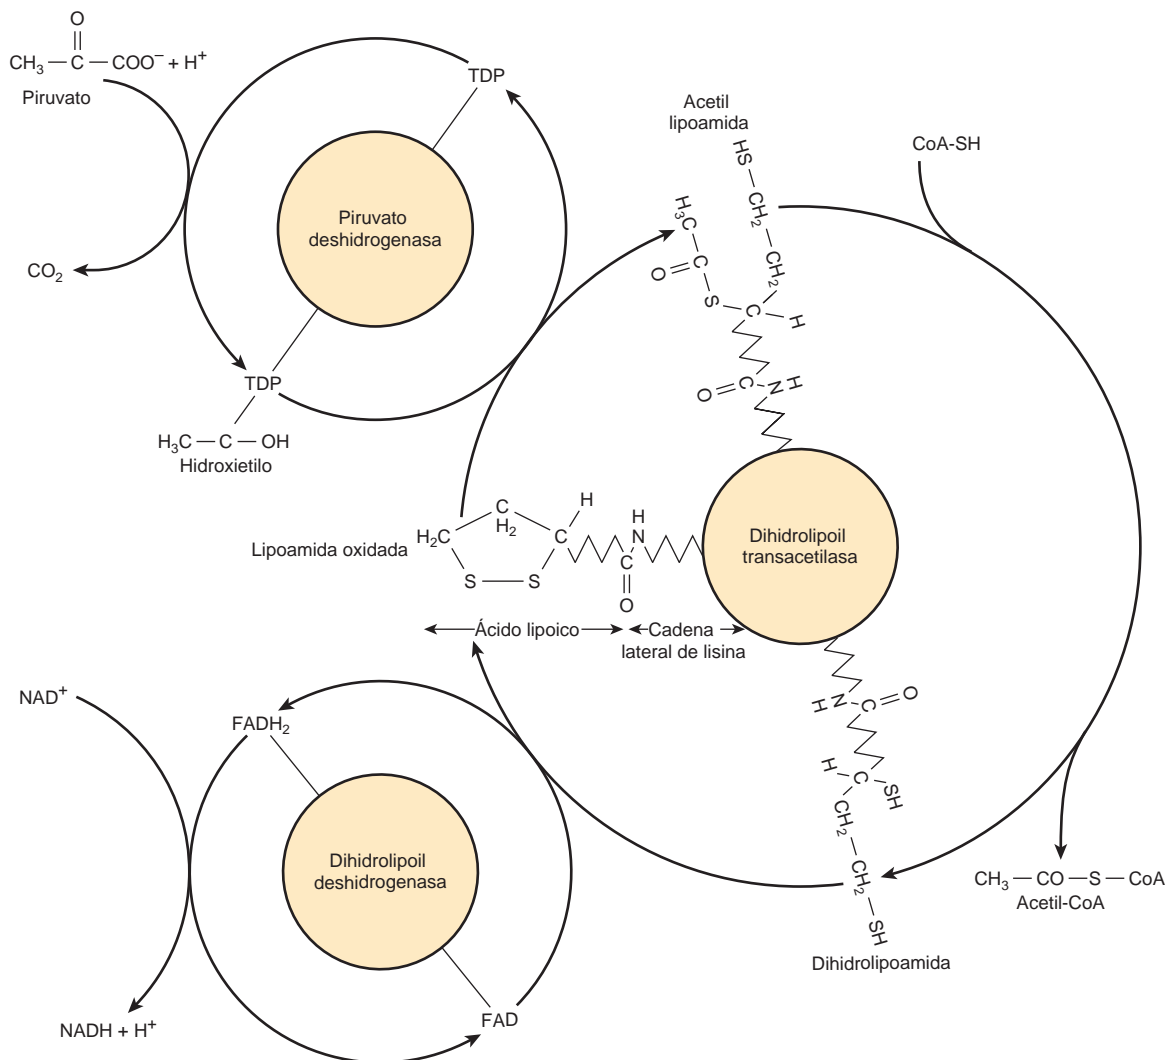 O
CH3 — C — COO– + H+
Piruvato
TDP
Piruvato
deshidrogenasa
CO2
TDP
H3C — C — OH
Hidroxietilo
Acetil
lipoamida
HS
CH2
CH2
H3C
C
O
S
C
H
O
C
N
H
CoA-SH
Lipoamida oxidada
H2C
C
H2
C
H
S — S
H
N
C
O
Ácido lipoico
Cadena
lateral de lisina
Dihidrolipoil
transacetilasa
H
N
C
O
H
C
SH
CH2
CH2
SH
Dihidrolipoamida
CH3 — CO — S — CoA
Acetil-CoA
NAD+
FADH2
Dihidrolipoil
deshidrogenasa
FAD
NADH + H+